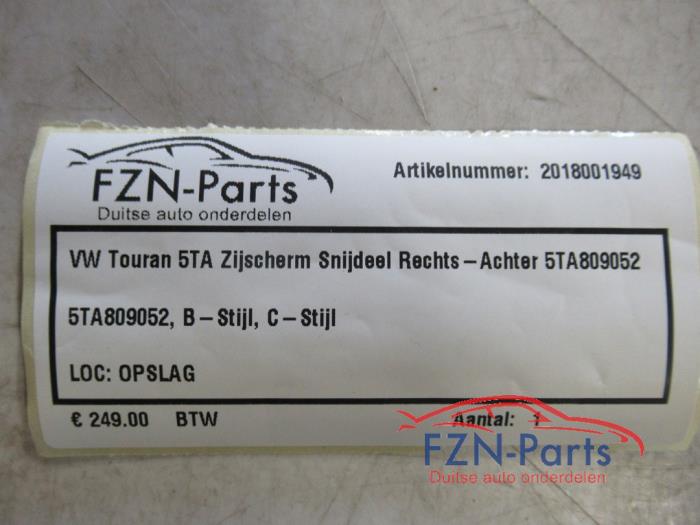 FZN-Parts
Duitse auto onderdelen
Artikelnummer: 2018001949
VW Touran 5TA Zijscherm Snijdeel Rechts-Achter 5TA809052
5TA809052, B-Stijl, C-Stijl
LOC: OPSLAG
€ 249.00 BTW Aantal: 1
FZN-Parts
Duitse auto onderdelen